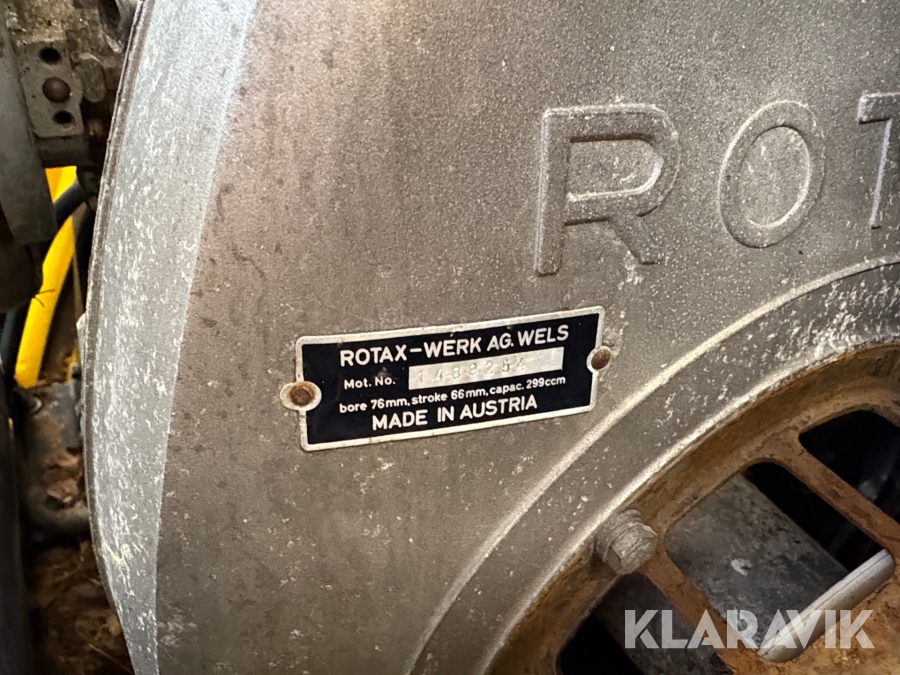 ROT
ROTAX-WERK AG. WELS
Mot. No.
bore 76mm, stroke 66mm, capac. 299ccm
MADE IN AUSTRIA
KLARAVIK